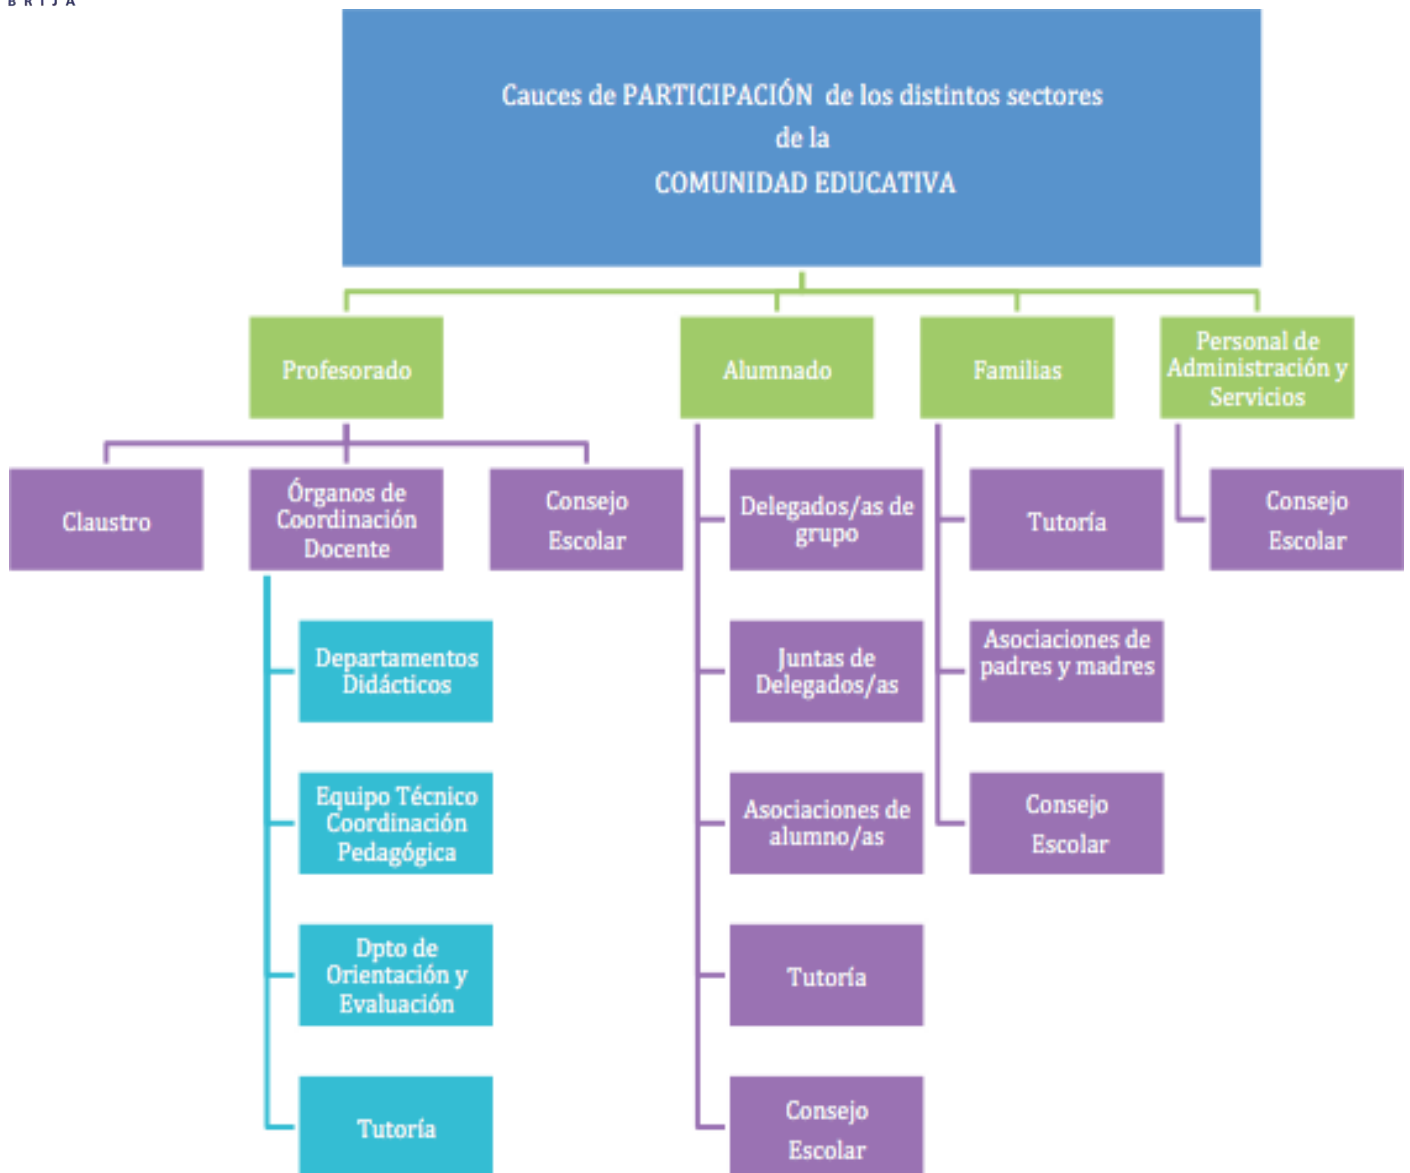 BRIJA
Cauces de PARTICIPACIÓN de los distintos sectores
de la
COMUNIDAD EDUCATIVA
Profesorado
Alumnado
Familias
Personal de
Administración y
Servicios
Claustro
Órganos de
Coordinación
Docente
Consejo
Escolar
Delegados/as de
grupo
Tutoría
Consejo
Escolar
Departamentos
Didácticos
Juntas de
Delegados/as
Asociaciones de
padres y madres
Equipo Técnico
Coordinación
Pedagógica
Asociaciones de
alumno/as
Consejo
Escolar
Dpto de
Orientación y
Evaluación
Tutoría
Tutoría
Consejo
Escolar